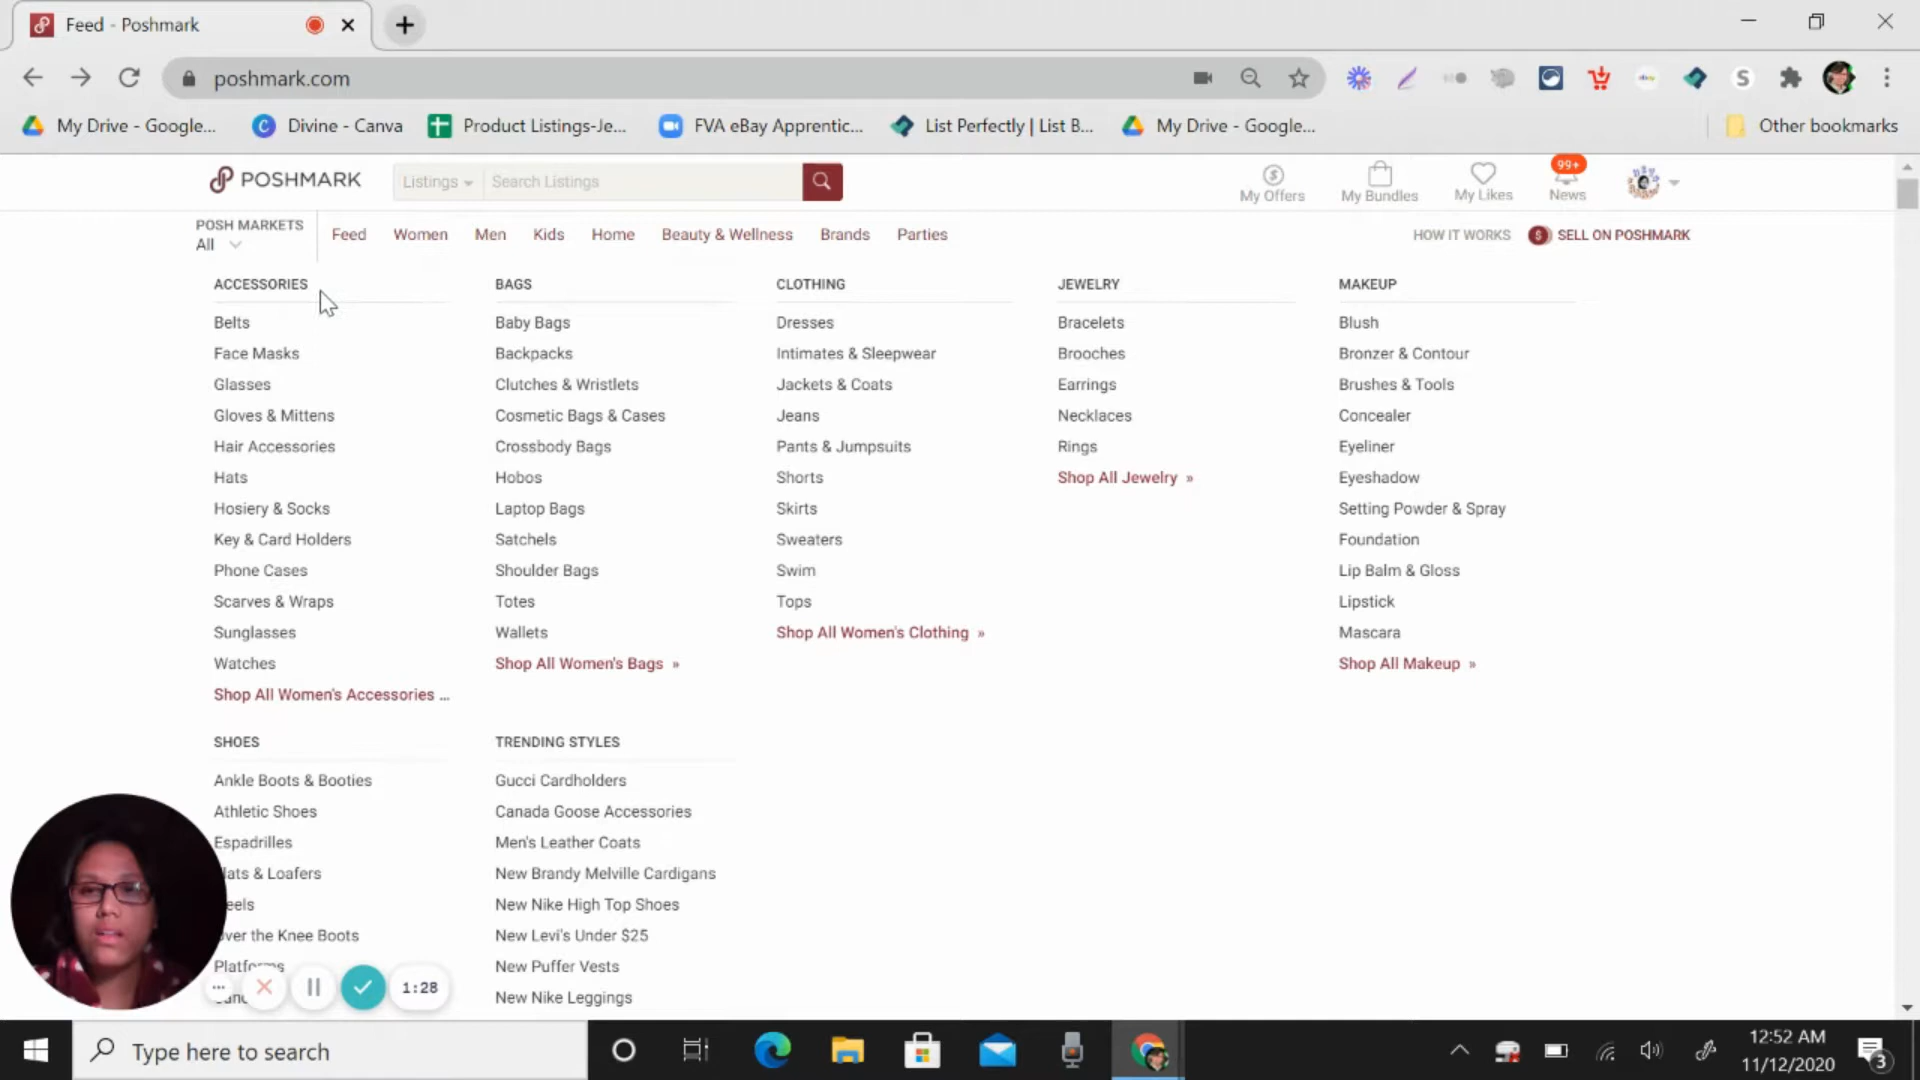 Feed - Poshmark
poshmark.com
My Drive - Google...
Divine - Canva
Product Listings-Je...
FVA eBay Apprentic...
List Perfectly | List B...
My Drive - Google...
Other bookmarks
POSHMARK
Listings
Search Listings
My Offers
My Bundles
My Likes
99+
News
POSH MARKETS
All
Feed
Women
Men
Kids
Home
Beauty & Wellness
Brands
Parties
HOW IT WORKS
SELL ON POSHMARK
ACCESSORIES
Belts
Face Masks
Glasses
Gloves & Mittens
Hair Accessories
Hats
Hosiery & Socks
Key & Card Holders
Phone Cases
Scarves & Wraps
Sunglasses
Watches
Shop All Women's Accessories ...
BAGS
Baby Bags
Backpacks
Clutches & Wristlets
Cosmetic Bags & Cases
Crossbody Bags
Hobos
Laptop Bags
Satchels
Shoulder Bags
Totes
Wallets
Shop All Women's Bags »
CLOTHING
Dresses
Intimates & Sleepwear
Jackets & Coats
Jeans
Pants & Jumpsuits
Shorts
Skirts
Sweaters
Swim
Tops
Shop All Women's Clothing »
JEWELRY
Bracelets
Brooches
Earrings
Necklaces
Rings
Shop All Jewelry »
MAKEUP
Blush
Bronzer & Contour
Brushes & Tools
Concealer
Eyeliner
Eyeshadow
Setting Powder & Spray
Foundation
Lip Balm & Gloss
Lipstick
Mascara
Shop All Makeup »
SHOES
Ankle Boots & Booties
Athletic Shoes
Espadrilles
& Loafers
the Knee Boots
TRENDING STYLES
Gucci Cardholders
Canada Goose Accessories
Men's Leather Coats
New Brandy Melville Cardigans
New Nike High Top Shoes
New Levi's Under $25
New Puffer Vests
New Nike Leggings
1:28
Type here to search
12:52 AM
11/12/2020
3